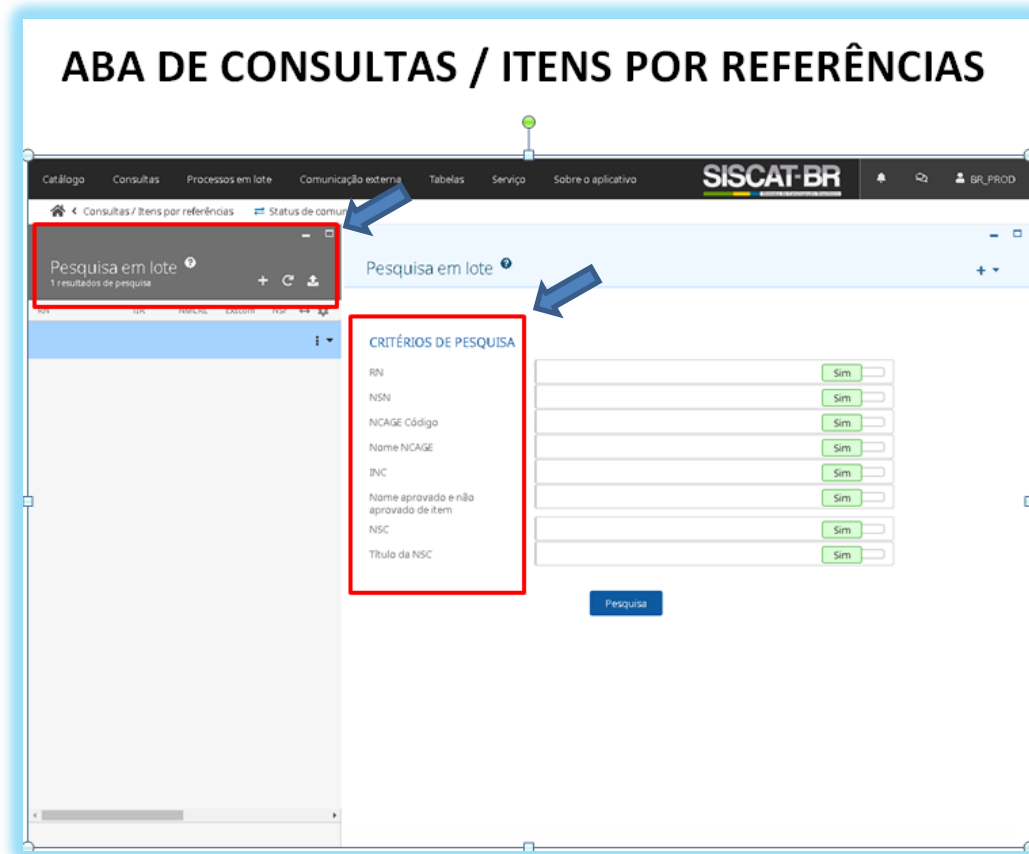 ABA DE CONSULTAS / ITENS POR REFERÊNCIAS
Catálogo Consultas Processos em lote Comunicação externa Tabelas Serviço Sobre o aplicativo SISCAT-BR BR_PROD
Consultas / Itens por referências Status de comun
Pesquisa em lote
1 resultados de pesquisa
Pesquisa em lote
RN NCAGE Código
CRITÉRIOS DE PESQUISA
RN Sim
NSN Sim
NCAGE Código Sim
Nome NCAGE Sim
INC Sim
Nome aprovado e não Sim
aprovado de item
NSC Sim
Título da NSC Sim
Pesquisa